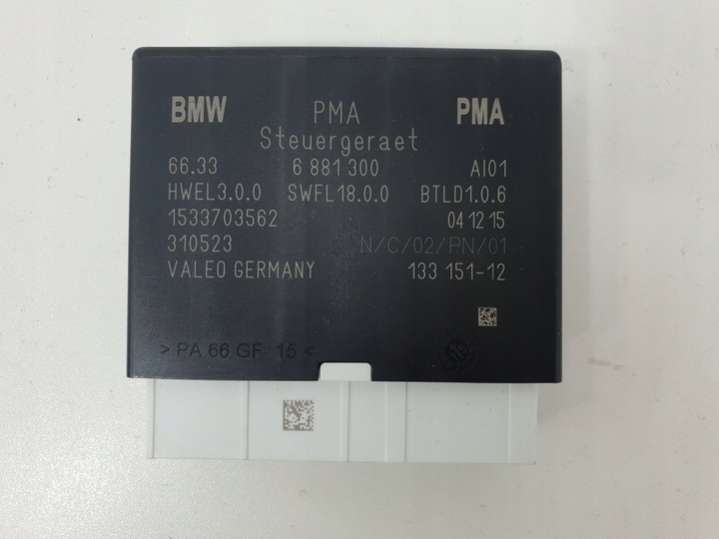 BMW PMA PMA
Steuergeraet
66.33 6 881 300 AI01
HWEL3.0.0 SWFL18.0.0 BTLD1.0.6
1533703562 04 12 15
310523 N/C/02/PN/01
VALEO GERMANY 133 151-12
> PA 66 GF 15 <